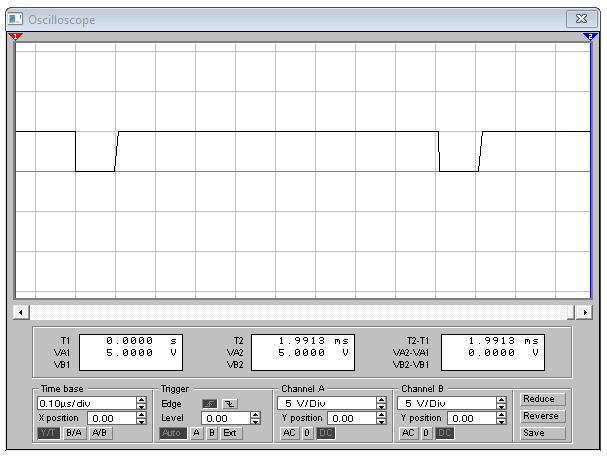 Oscilloscope
1 2
T1 0.0000 s T2 1.9913 ms T2-T1 1.9913 ms
VA1 5.0000 V VA2 5.0000 V VA2-VA1 0.0000 V
VB1 VB2 VB2-VB1
Time base Trigger Channel A Channel B Reduce
0.10µs/div Edge 5 V/Div 5 V/Div
X position 0.00 Level 0.00 Y position 0.00 Y position 0.00 Reverse
Y/T B/A A/B Auto A B Ext AC 0 DC AC 0 DC Save